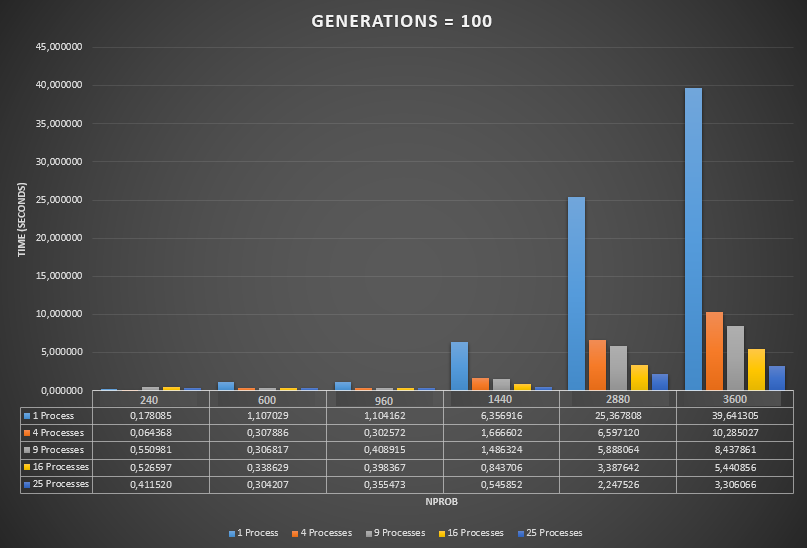 GENERATIONS = 100
45,000000
40,000000
35,000000
30,000000
25,000000
20,000000
15,000000
10,000000
5,000000
0,000000
TIME (SECONDS)
240 600 960 1440 2880 3600
1 Process 0,178085 1,107029 1,104162 6,356916 25,367808 39,641305
4 Processes 0,064368 0,307886 0,302572 1,666602 6,597120 10,285027
9 Processes 0,550981 0,306817 0,408915 1,486324 5,888064 8,437861
16 Processes 0,526597 0,338629 0,398367 0,843706 3,387642 5,440856
25 Processes 0,411520 0,304207 0,355473 0,545852 2,247526 3,306066
NPROB
1 Process 4 Processes 9 Processes 16 Processes 25 Processes